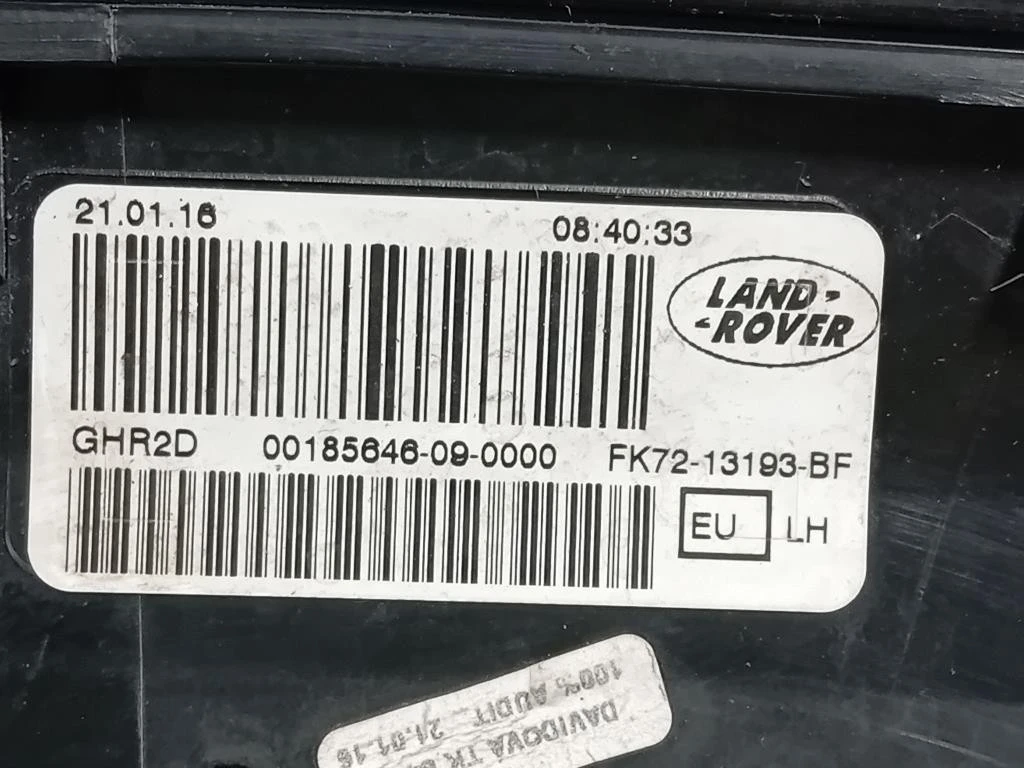 21.01.16 08:40:33
LAND-
-ROVER
GHR2D 00185646-09-0000 FK72-13193-BF
EU LH
DAVIDOVA TK
100% AUDIT 21.01.16